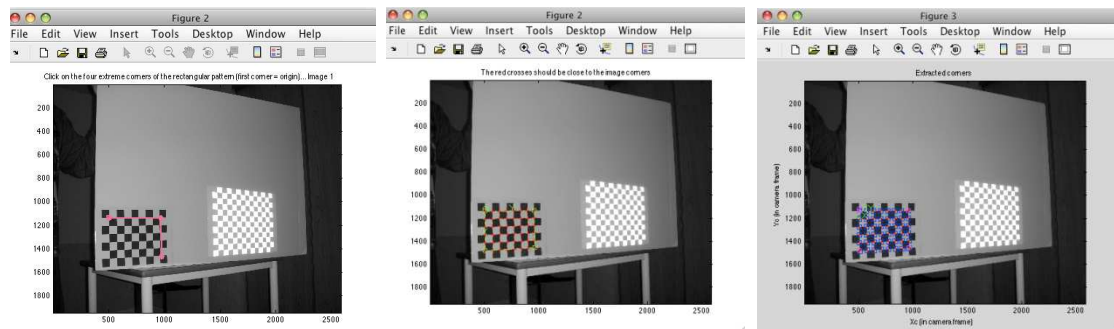 Figure 2
File Edit View Insert Tools Desktop Window Help
Click on the four extreme corners of the rectangular pattern (first corner = origin)... Image 1
200
400
600
800
1000
1200
1400
1600
1800
500 1000 1500 2000 2500
Figure 2
File Edit View Insert Tools Desktop Window Help
The red crosses should be close to the image corners
200
400
600
800
1000
1200
1400
1600
1800
500 1000 1500 2000 2500
Figure 3
File Edit View Insert Tools Desktop Window Help
Extracted corners
200
400
600
800
1000
1200
1400
1600
1800
Yc (in camera frame)
500 1000 1500 2000 2500
Xc (in camera frame)